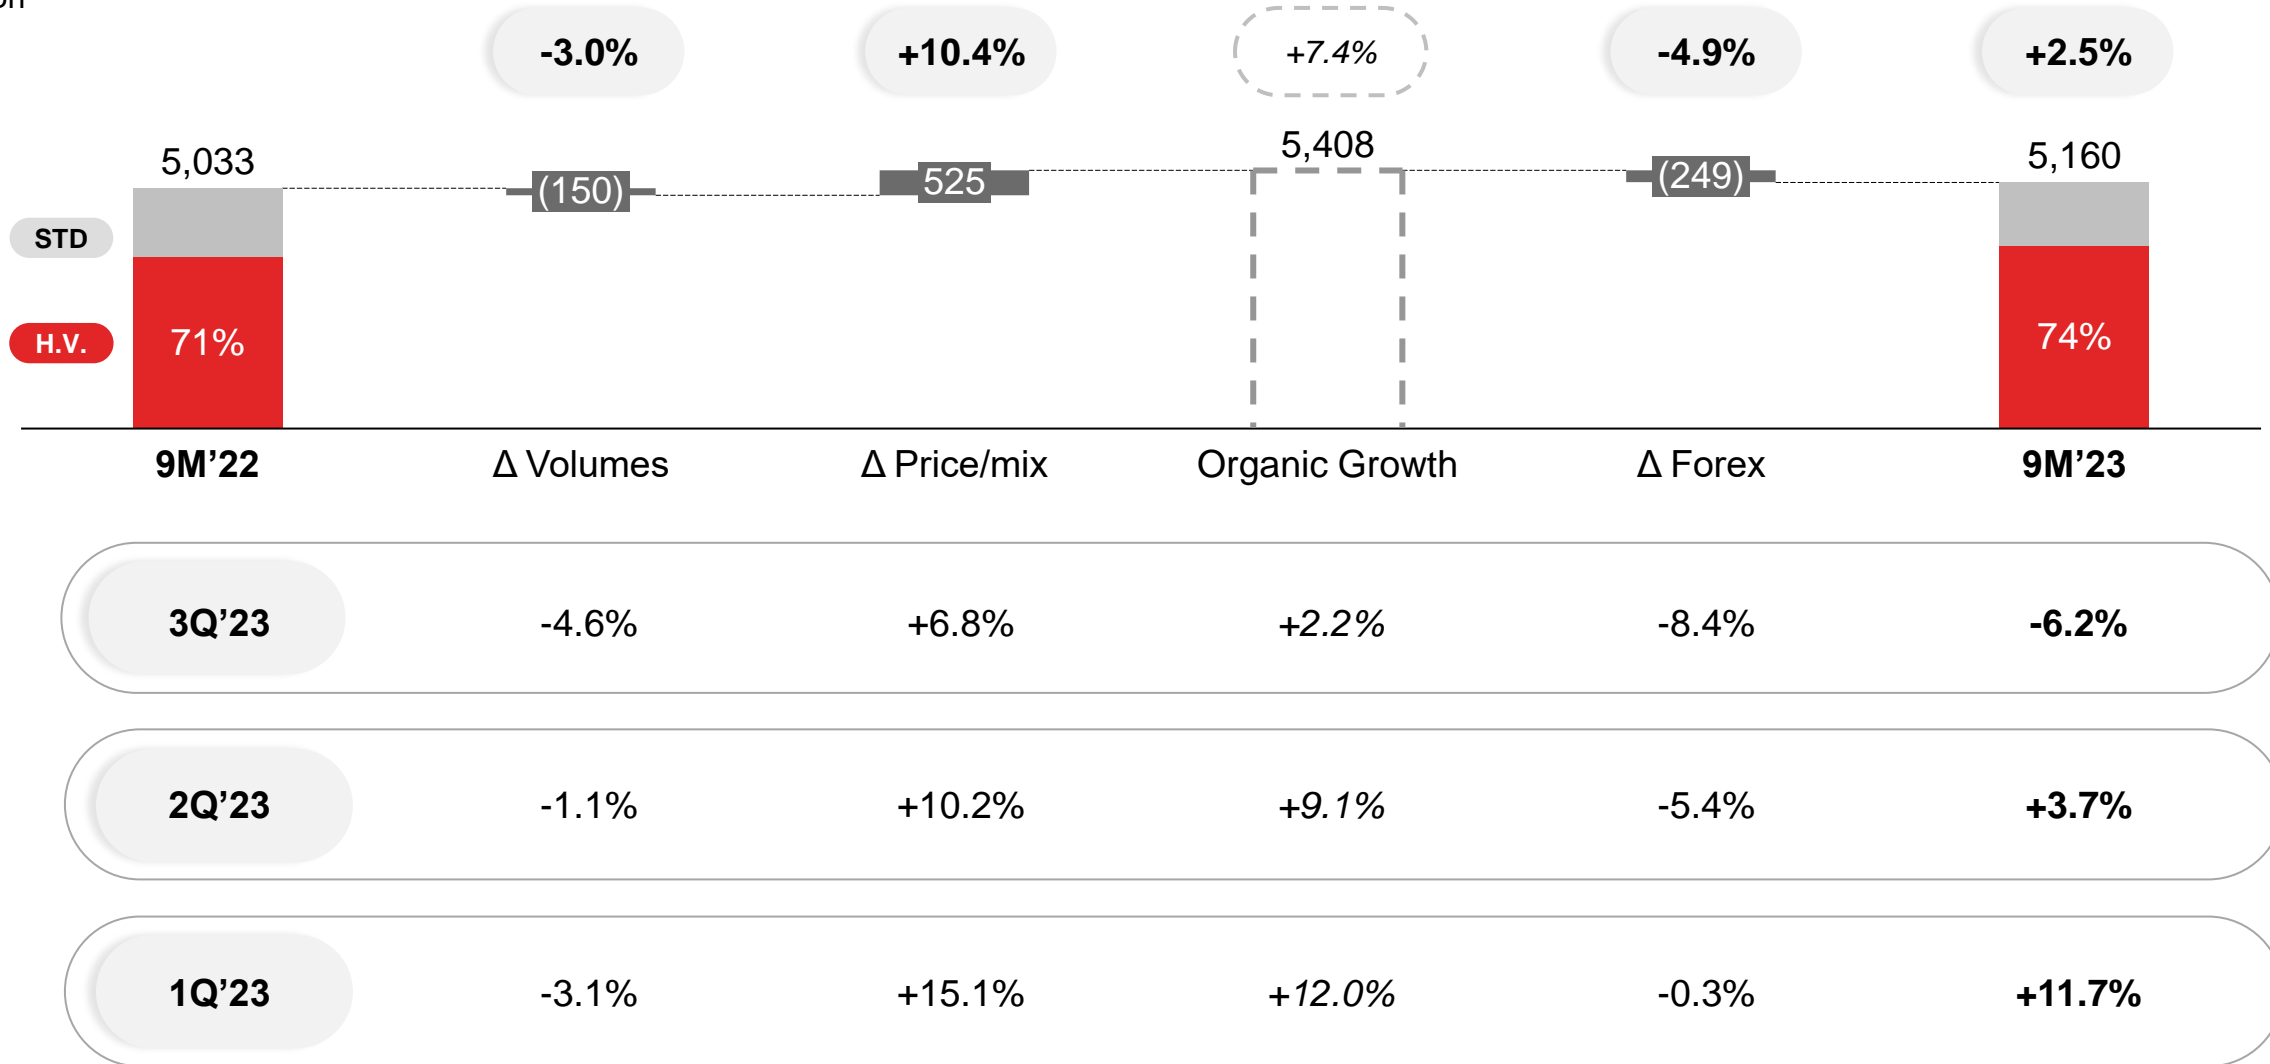 -3.0% +10.4% +7.4% -4.9% +2.5%
5,033 (150) 525 5,408 (249) 5,160
STD
H.V. 71% 74%
9M’22 Δ Volumes Δ Price/mix Organic Growth Δ Forex 9M’23
3Q’23 -4.6% +6.8% +2.2% -8.4% -6.2%
2Q’23 -1.1% +10.2% +9.1% -5.4% +3.7%
1Q’23 -3.1% +15.1% +12.0% -0.3% +11.7%